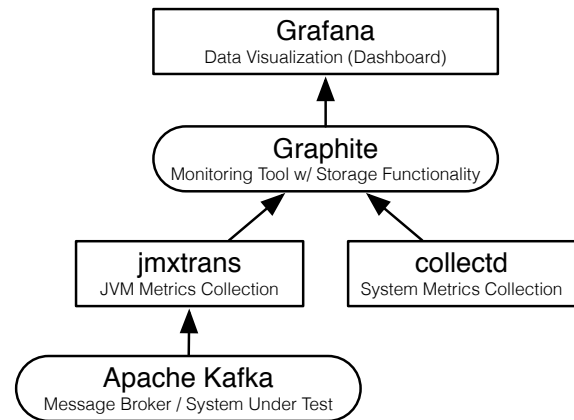 Grafana
Data Visualization (Dashboard)
Graphite
Monitoring Tool w/ Storage Functionality
jmxtrans
JVM Metrics Collection
collectd
System Metrics Collection
Apache Kafka
Message Broker / System Under Test